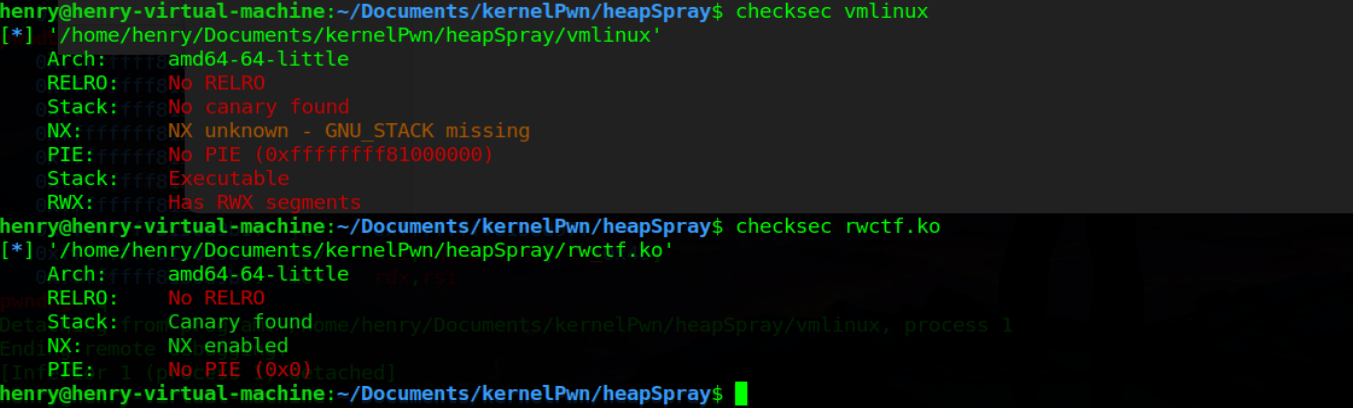 henry@henry-virtual-machine:~/Documents/kernelPwn/heapSpray$ checksec vmlinux
[*] '/home/henry/Documents/kernelPwn/heapSpray/vmlinux'
    Arch:     amd64-64-little
    RELRO:    No RELRO
    Stack:    No canary found
    NX:       NX unknown - GNU_STACK missing
    PIE:      No PIE (0xffffffff81000000)
    Stack:    Executable
    RWX:      Has RWX segments
henry@henry-virtual-machine:~/Documents/kernelPwn/heapSpray$ checksec rwctf.ko
[*] '/home/henry/Documents/kernelPwn/heapSpray/rwctf.ko'
    Arch:     amd64-64-little
    RELRO:    No RELRO
    Stack:    Canary found
    NX:       NX enabled
    PIE:      No PIE (0x0)
henry@henry-virtual-machine:~/Documents/kernelPwn/heapSpray$